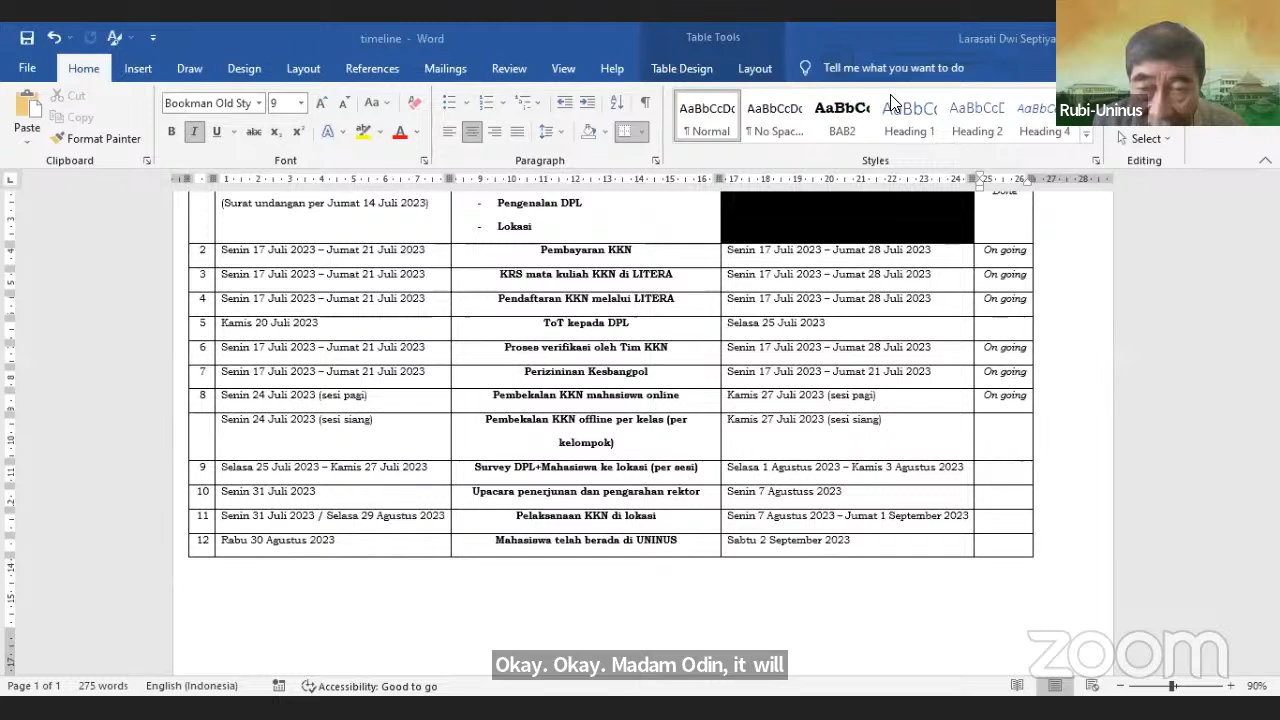 timeline - Word
Table Tools
Larasati Dwi Septiya
File Home Insert Draw Design Layout References Mailings Review View Help Table Design Layout Tell me what you want to do
Rubi-Uninus
Paste
Cut
Copy
Format Painter
Bookman Old Sty 9
AaBbCcDc AaBbCcDc AaBbC AaBbCc AaBbCcD
¶ Normal ¶ No Spac... BAB2 Heading 1 Heading 2 Heading 4
Select
Clipboard Font Paragraph Styles Editing
(Surat undangan per Jumat 14 Juli 2023) - Pengenalan DPL Done
- Lokasi
2 Senin 17 Juli 2023 – Jumat 21 Juli 2023 Pembayaran KKN Senin 17 Juli 2023 – Jumat 28 Juli 2023 On going
3 Senin 17 Juli 2023 – Jumat 21 Juli 2023 KRS mata kuliah KKN di LITERA Senin 17 Juli 2023 – Jumat 28 Juli 2023 On going
4 Senin 17 Juli 2023 – Jumat 21 Juli 2023 Pendaftaran KKN melalui LITERA Senin 17 Juli 2023 – Jumat 28 Juli 2023 On going
5 Kamis 20 Juli 2023 ToT kepada DPL Selasa 25 Juli 2023
6 Senin 17 Juli 2023 – Jumat 21 Juli 2023 Proses verifikasi oleh Tim KKN Senin 17 Juli 2023 – Jumat 28 Juli 2023 On going
7 Senin 17 Juli 2023 – Jumat 21 Juli 2023 Perizininan Kesbangpol Senin 17 Juli 2023 – Jumat 21 Juli 2023 On going
8 Senin 24 Juli 2023 (sesi pagi) Pembekalan KKN mahasiswa online Kamis 27 Juli 2023 (sesi pagi) On going
Senin 24 Juli 2023 (sesi siang) Pembekalan KKN offline per kelas (per Kamis 27 Juli 2023 (sesi siang)
kelompok)
9 Selasa 25 Juli 2023 – Kamis 27 Juli 2023 Survey DPL+Mahasiswa ke lokasi (per sesi) Selasa 1 Agustus 2023 – Kamis 3 Agustus 2023
10 Senin 31 Juli 2023 Upacara penerjunan dan pengarahan rektor Senin 7 Agustuss 2023
11 Senin 31 Juli 2023 / Selasa 29 Agustus 2023 Pelaksanaan KKN di lokasi Senin 7 Agustus 2023 – Jumat 1 September 2023
12 Rabu 30 Agustus 2023 Mahasiswa telah berada di UNINUS Sabtu 2 September 2023
zoom
Okay. Okay. Madam Odin, it will
Page 1 of 1 275 words English (Indonesia) Accessibility: Good to go 90%